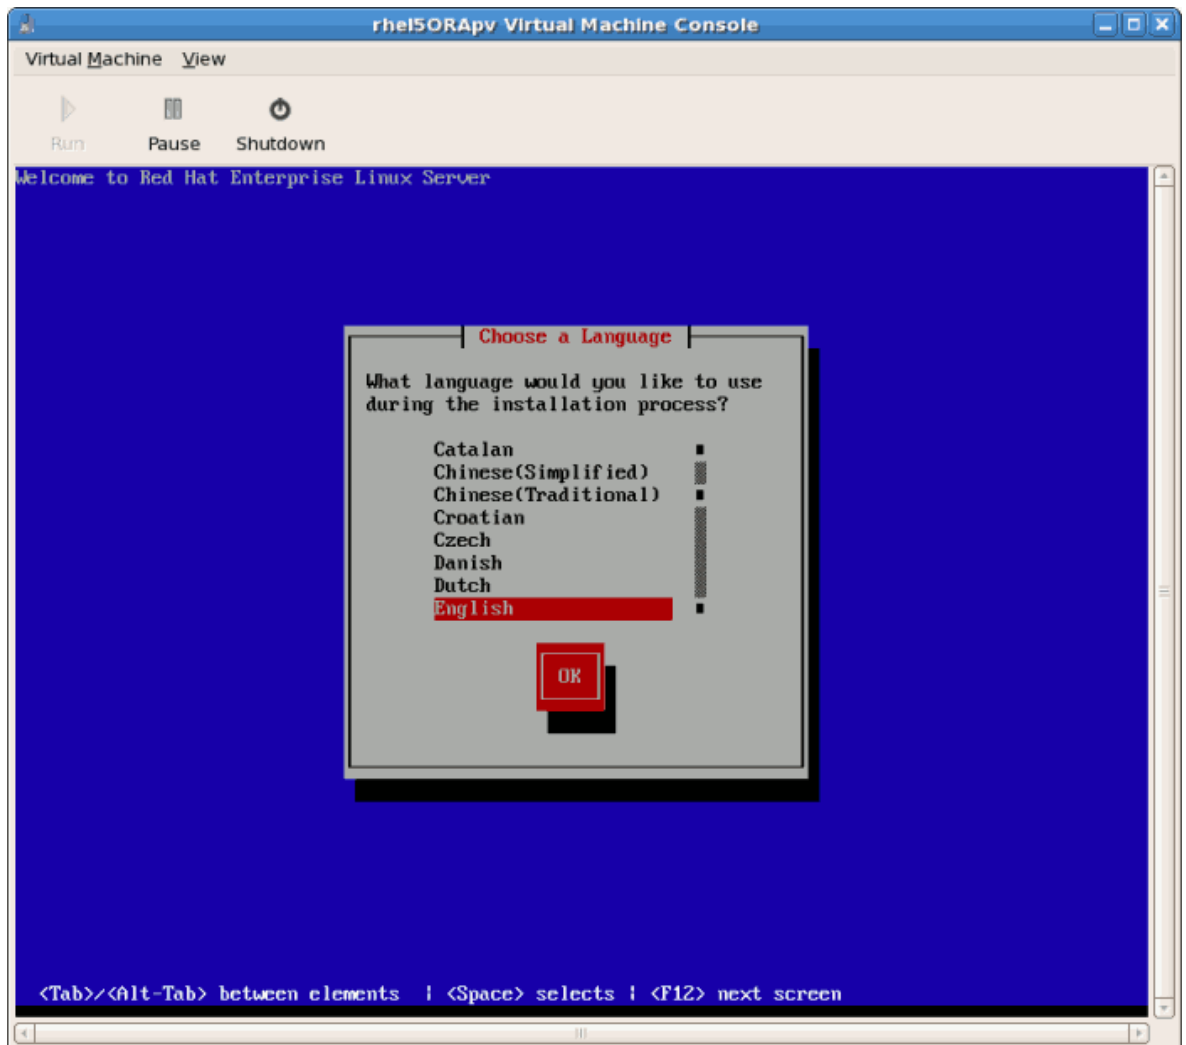 rhel5ORApv Virtual Machine Console
Virtual Machine View
Run Pause Shutdown
Welcome to Red Hat Enterprise Linux Server
Choose a Language
What language would you like to use
during the installation process?
Catalan
Chinese(Simplified)
Chinese(Traditional)
Croatian
Czech
Danish
Dutch
English
OK
<Tab>/<Alt-Tab> between elements | <Space> selects | <F12> next screen